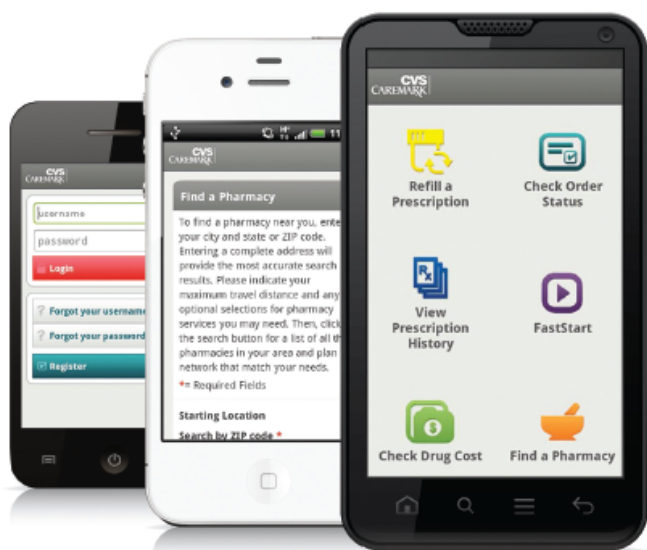 CVS
CAREMARK
username
password
Login
? Forgot your username
? Forgot your password
Register
H
11
CVS
CAREMARK
Find a Pharmacy
To find a pharmacy near you, ente
your city and state or ZIP code.
Entering a complete address will
provide the most accurate search
results. Please indicate your
maximum travel distance and any
optional selections for pharmacy
services you may need. Then, click
the search button for a list of all th
pharmacies in your area and plan
network that match your needs.
*= Required Fields
Starting Location
Search by ZIP code *
CVS
CAREMARK
Refill a
Prescription
Check Order
Status
Rx
View
Prescription
History
FastStart
$
Check Drug Cost
Find a Pharmacy